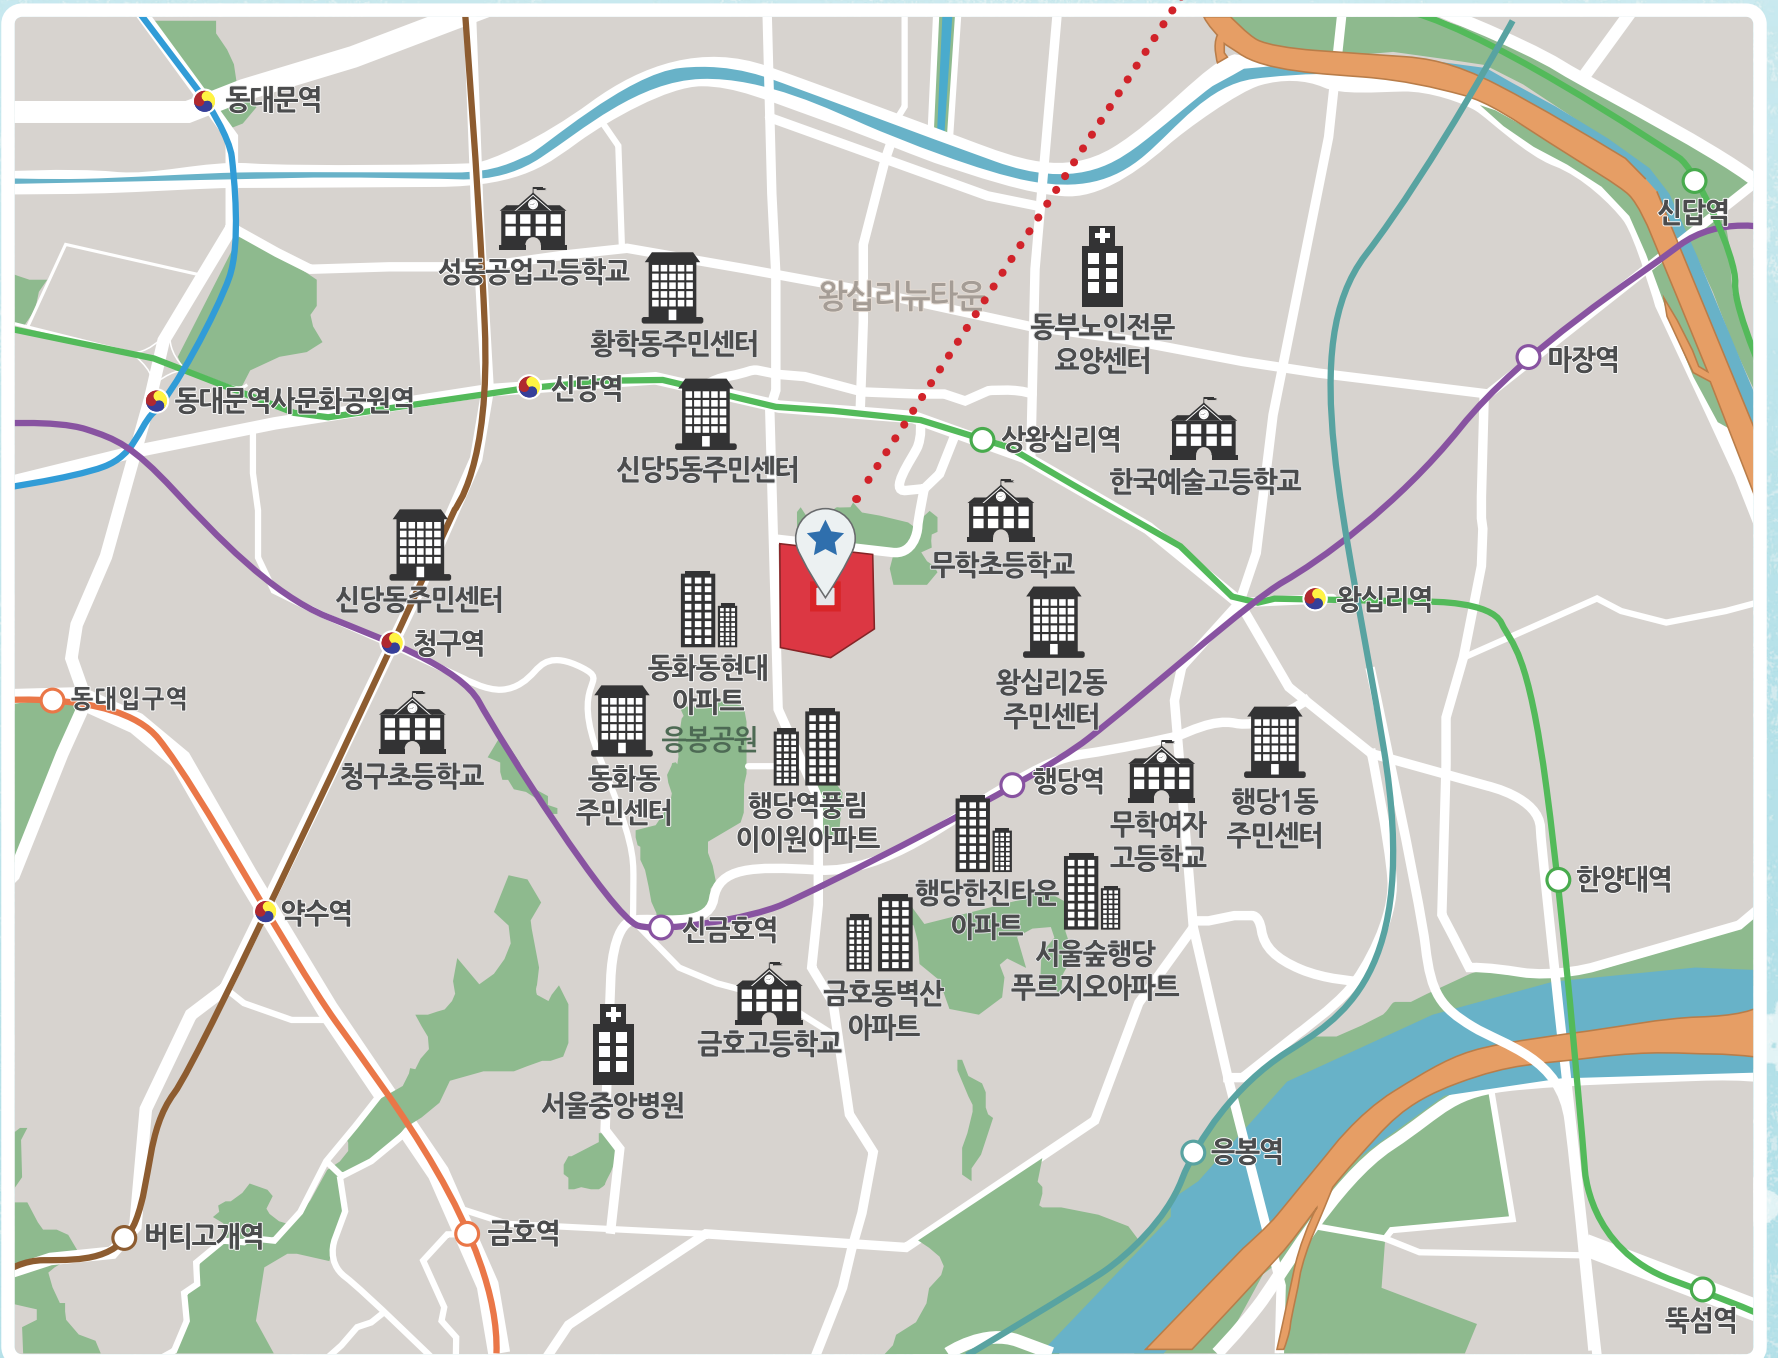 동대문역
신답역
성동공업고등학교
왕십리뉴타운
황학동주민센터
동부노인전문
요양센터
마장역
동대문역사문화공원역
신당역
상왕십리역
신당5동주민센터
한국예술고등학교
무학초등학교
신당동주민센터
왕십리역
청구역
동화동현대
아파트
왕십리2동
주민센터
동대입구역
응봉공원
청구초등학교
동화동
주민센터
행당역풍림
이이원아파트
행당역
무학여자
고등학교
행당1동
주민센터
한양대역
약수역
신금호역
행당한진타운
아파트
서울숲행당
푸르지오아파트
금호동벽산
아파트
금호고등학교
서울중앙병원
응봉역
버티고개역
금호역
뚝섬역